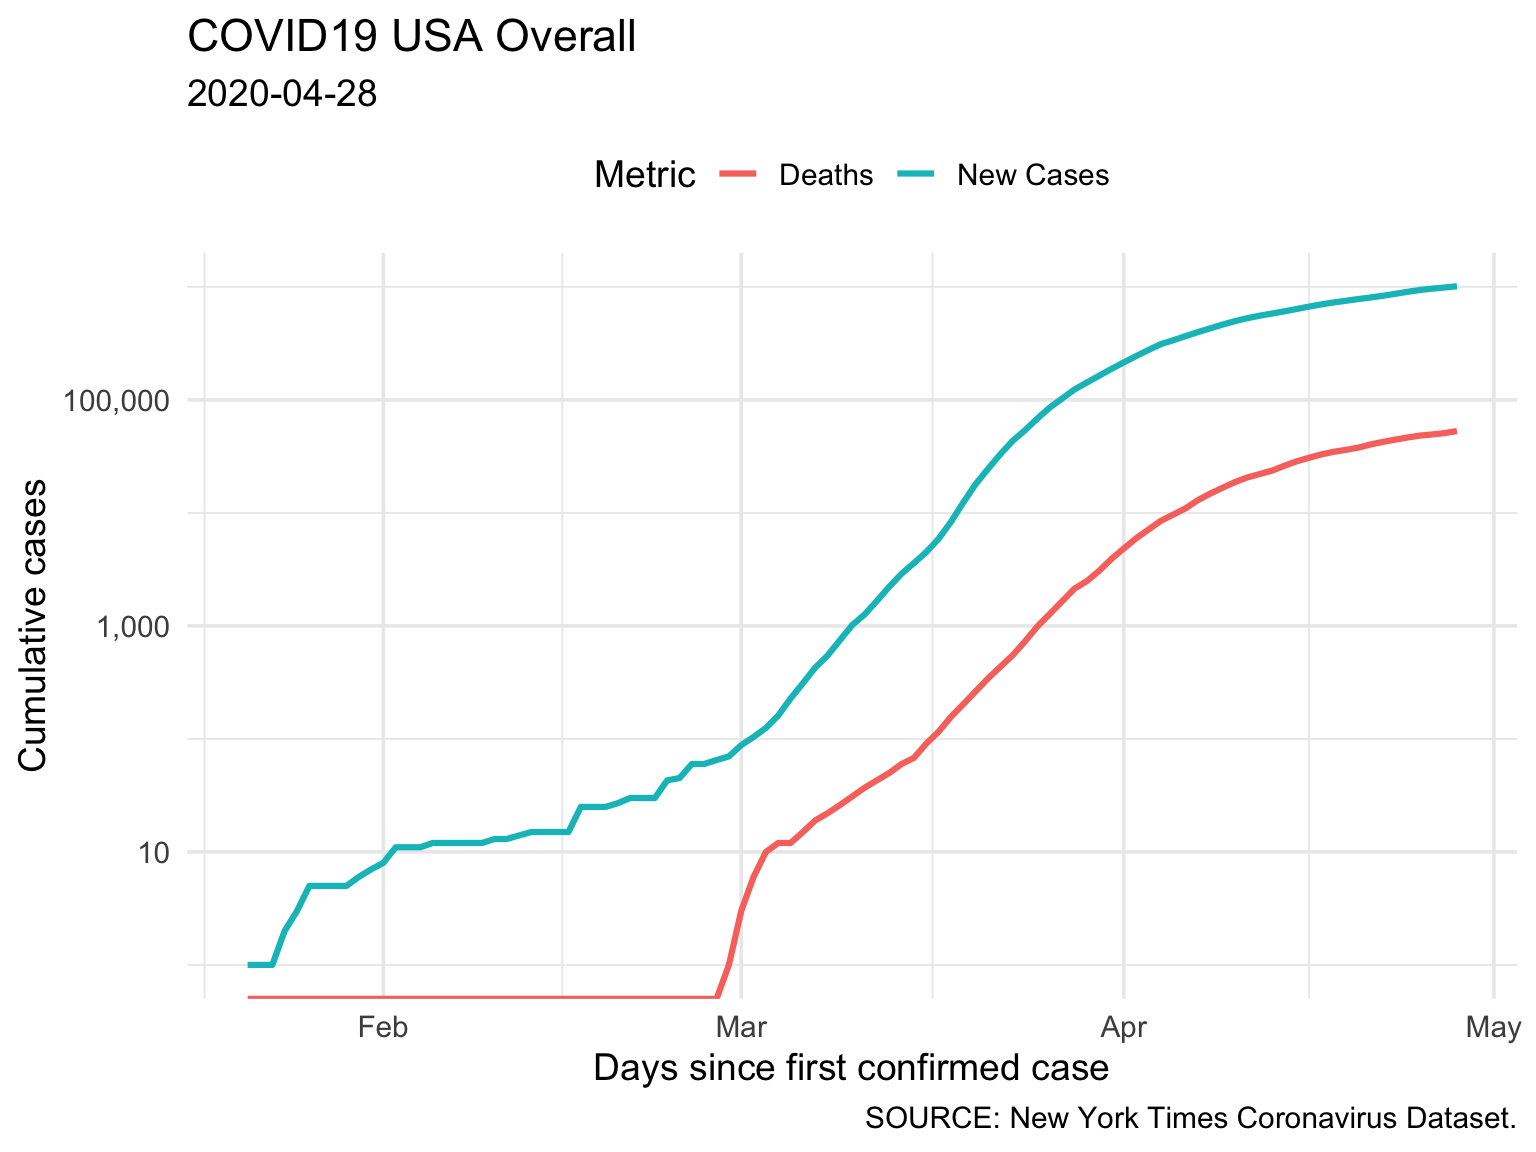 COVID19 USA Overall
2020-04-28
Metric Deaths New Cases
Cumulative cases
100,000
1,000
10
Feb Mar Apr May
Days since first confirmed case
SOURCE: New York Times Coronavirus Dataset.